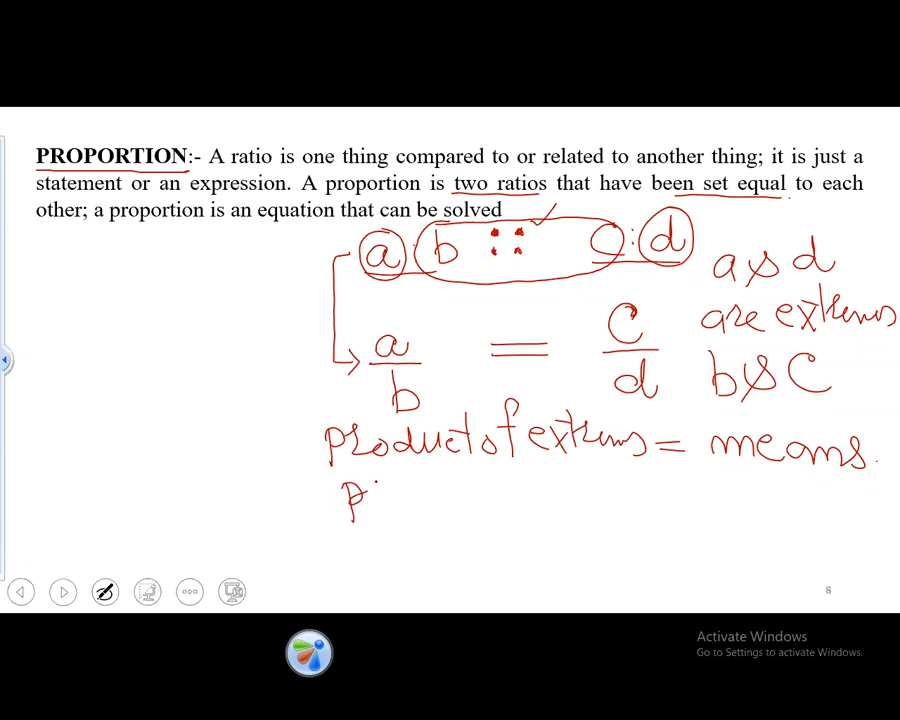 PROPORTION:- A ratio is one thing compared to or related to another thing; it is just a
statement or an expression. A proportion is two ratios that have been set equal to each
other; a proportion is an equation that can be solved
a : b :: c : d
a & d
are extrems
a/b = c/d
b & c
product of extrems = means.
p
8
Activate Windows
Go to Settings to activate Windows.